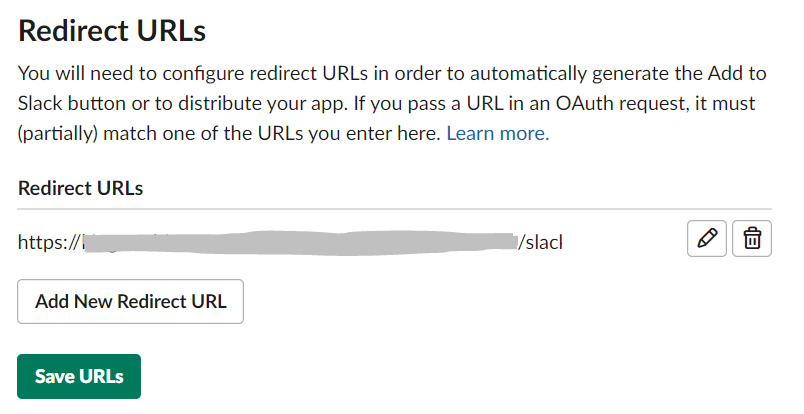 Redirect URLs
You will need to configure redirect URLs in order to automatically generate the Add to
Slack button or to distribute your app. If you pass a URL in an OAuth request, it must
(partially) match one of the URLs you enter here. Learn more.
Redirect URLs
https:// /slacl
Add New Redirect URL
Save URLs